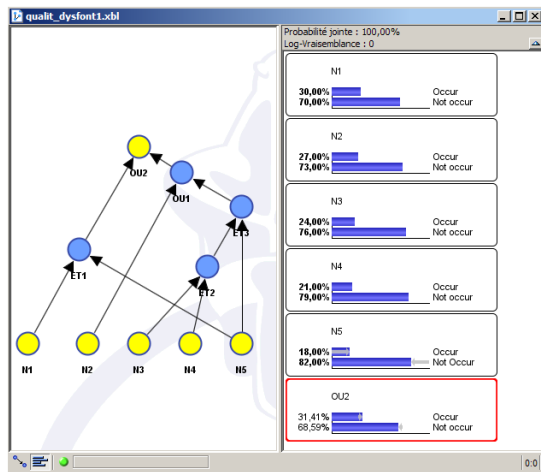 qualit_dysfont1.xbl
OU2
OU1
ET3
ET1
ET2
N1 N2 N3 N4 N5
Probabilité jointe : 100,00%
Log-Vraisemblance : 0
N1
30,00% Occur
70,00% Not occur
N2
27,00% Occur
73,00% Not occur
N3
24,00% Occur
76,00% Not occur
N4
21,00% Occur
79,00% Not occur
N5
18,00% Occur
82,00% Not Occur
OU2
31,41% Occur
68,59% Not occur
0:0